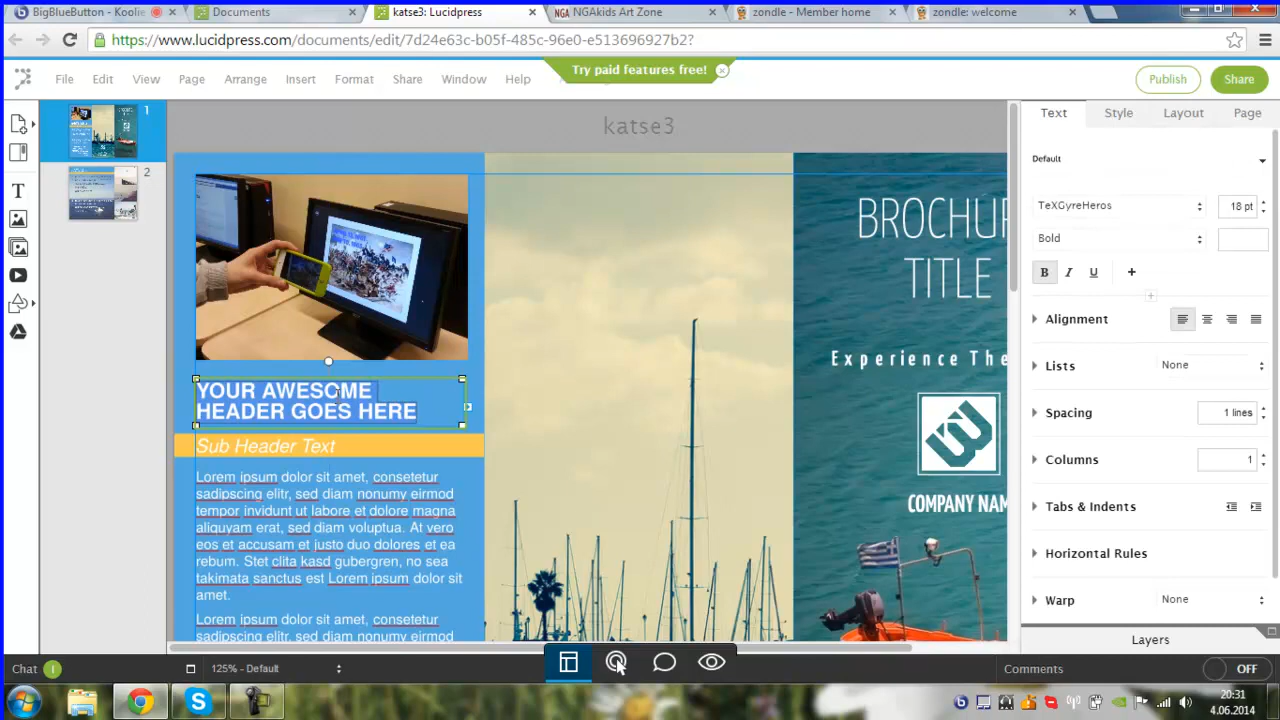 BigBlueButton - Koolie
Documents
katse3: Lucidpress
NGA NGAkids Art Zone
zondle - Member home
zondle: welcome
https://www.lucidpress.com/documents/edit/7d24e63c-b05f-485c-96e0-e513696927b2?
Try paid features free!
File Edit View Page Arrange Insert Format Share Window Help
Publish
Share
1
2
katse3
BROCHUR
TITLE
Experience The
COMPANY NAM
YOUR AWESOME
HEADER GOES HERE
Sub Header Text
Lorem ipsum dolor sit amet, consetetur
sadipscing elitr, sed diam nonumy eirmod
tempor invidunt ut labore et dolore magna
aliquyam erat, sed diam voluptua. At vero
eos et accusam et justo duo dolores et ea
rebum. Stet clita kasd gubergren, no sea
takimata sanctus est Lorem ipsum dolor sit
amet.
Lorem ipsum dolor sit amet, consetetur
sadipscing elitr, sed diam nonumy eirmod
Text Style Layout Page
Default
TeXGyreHeros
18 pt
Bold
B I U +
Alignment
Lists
None
Spacing
1 lines
Columns
1
Tabs & Indents
Horizontal Rules
Warp
None
Layers
Chat
125% - Default
Comments
OFF
20:31
4.06.2014